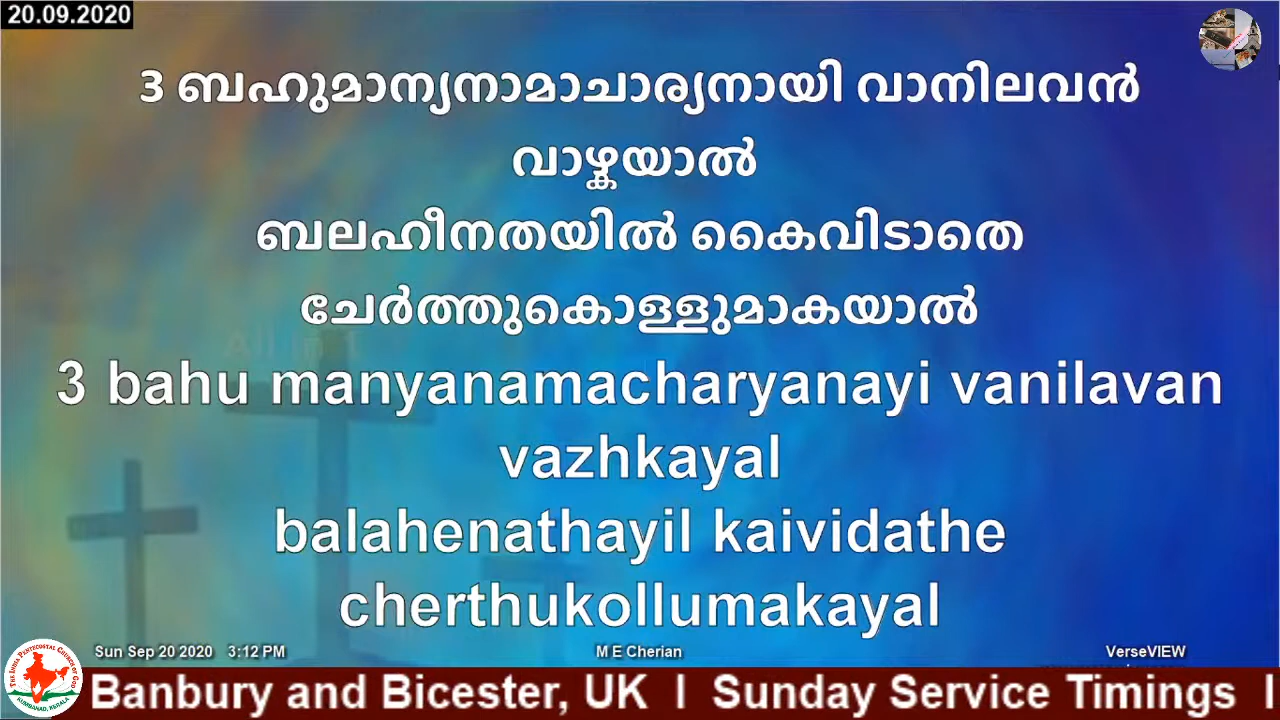 20.09.2020
3 ബഹുമാന്യനാമാചാര്യനായി വാനിലവൻ
വാഴ്കയാൽ
ബലഹീനതയിൽ കൈവിടാതെ
ചേർത്തുകൊള്ളുമാകയാൽ
3 bahu manyanamacharyanayi vanilavan
vazhkayal
balahenathayil kaividathe
cherthukollumakayal
Sun Sep 20 2020 3:12 PM
M E Cherian
VerseVIEW
Banbury and Bicester, UK | Sunday Service Timings |